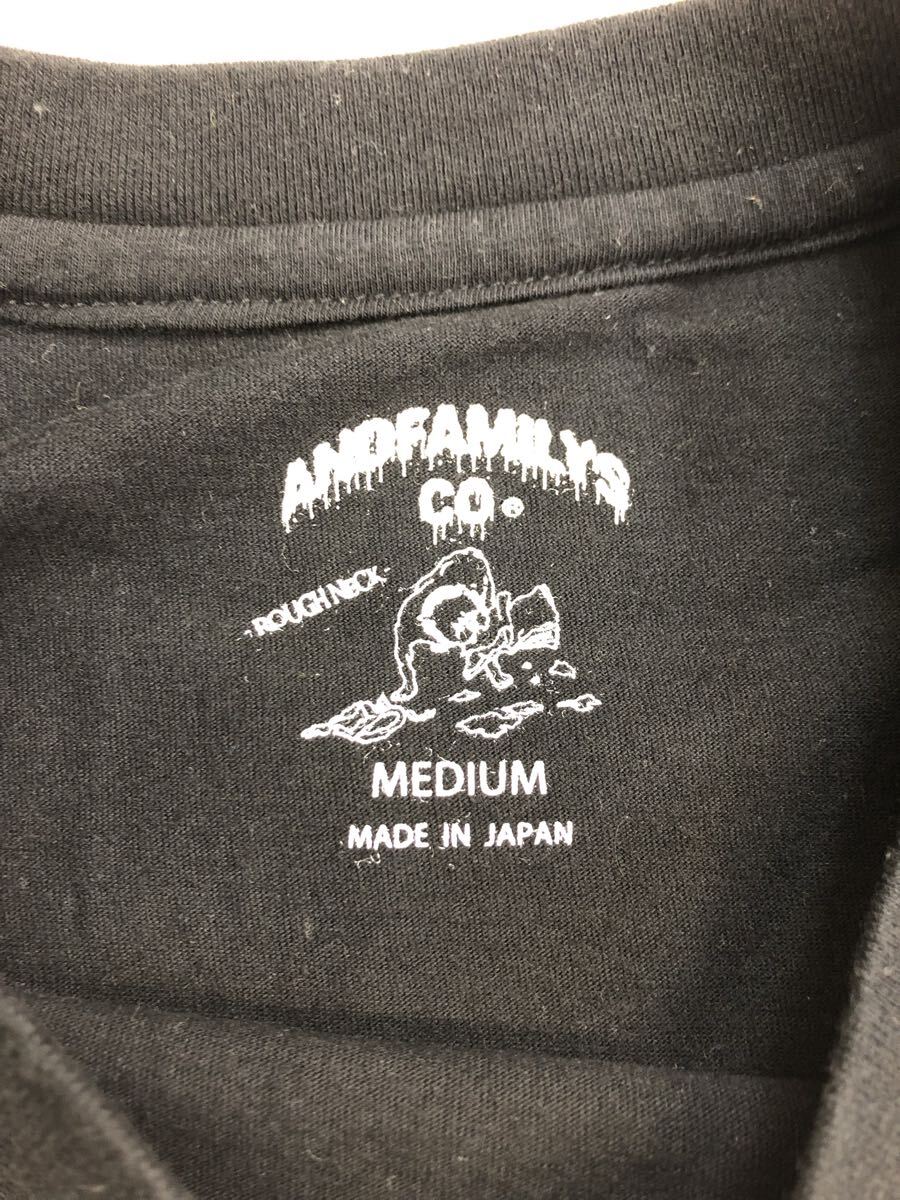 ANDFAMILYS
CO.®
- ROUGH NECK -
MEDIUM
MADE IN JAPAN